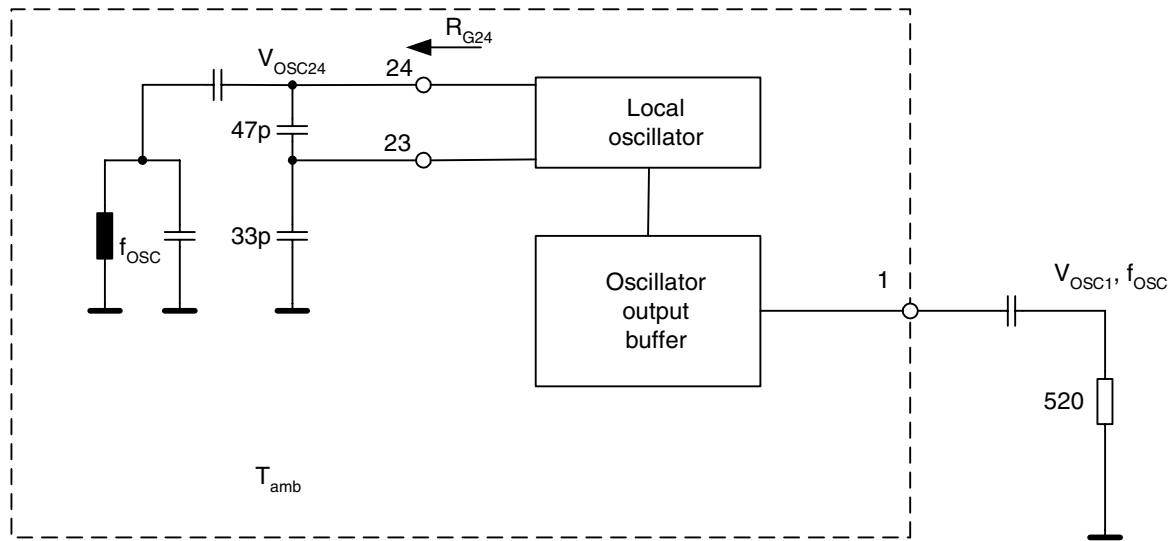 R_G24
V_OSC24
24
Local
oscillator
47p
23
f_OSC
33p
Oscillator
output
buffer
1
V_OSC1, f_OSC
520
T_amb